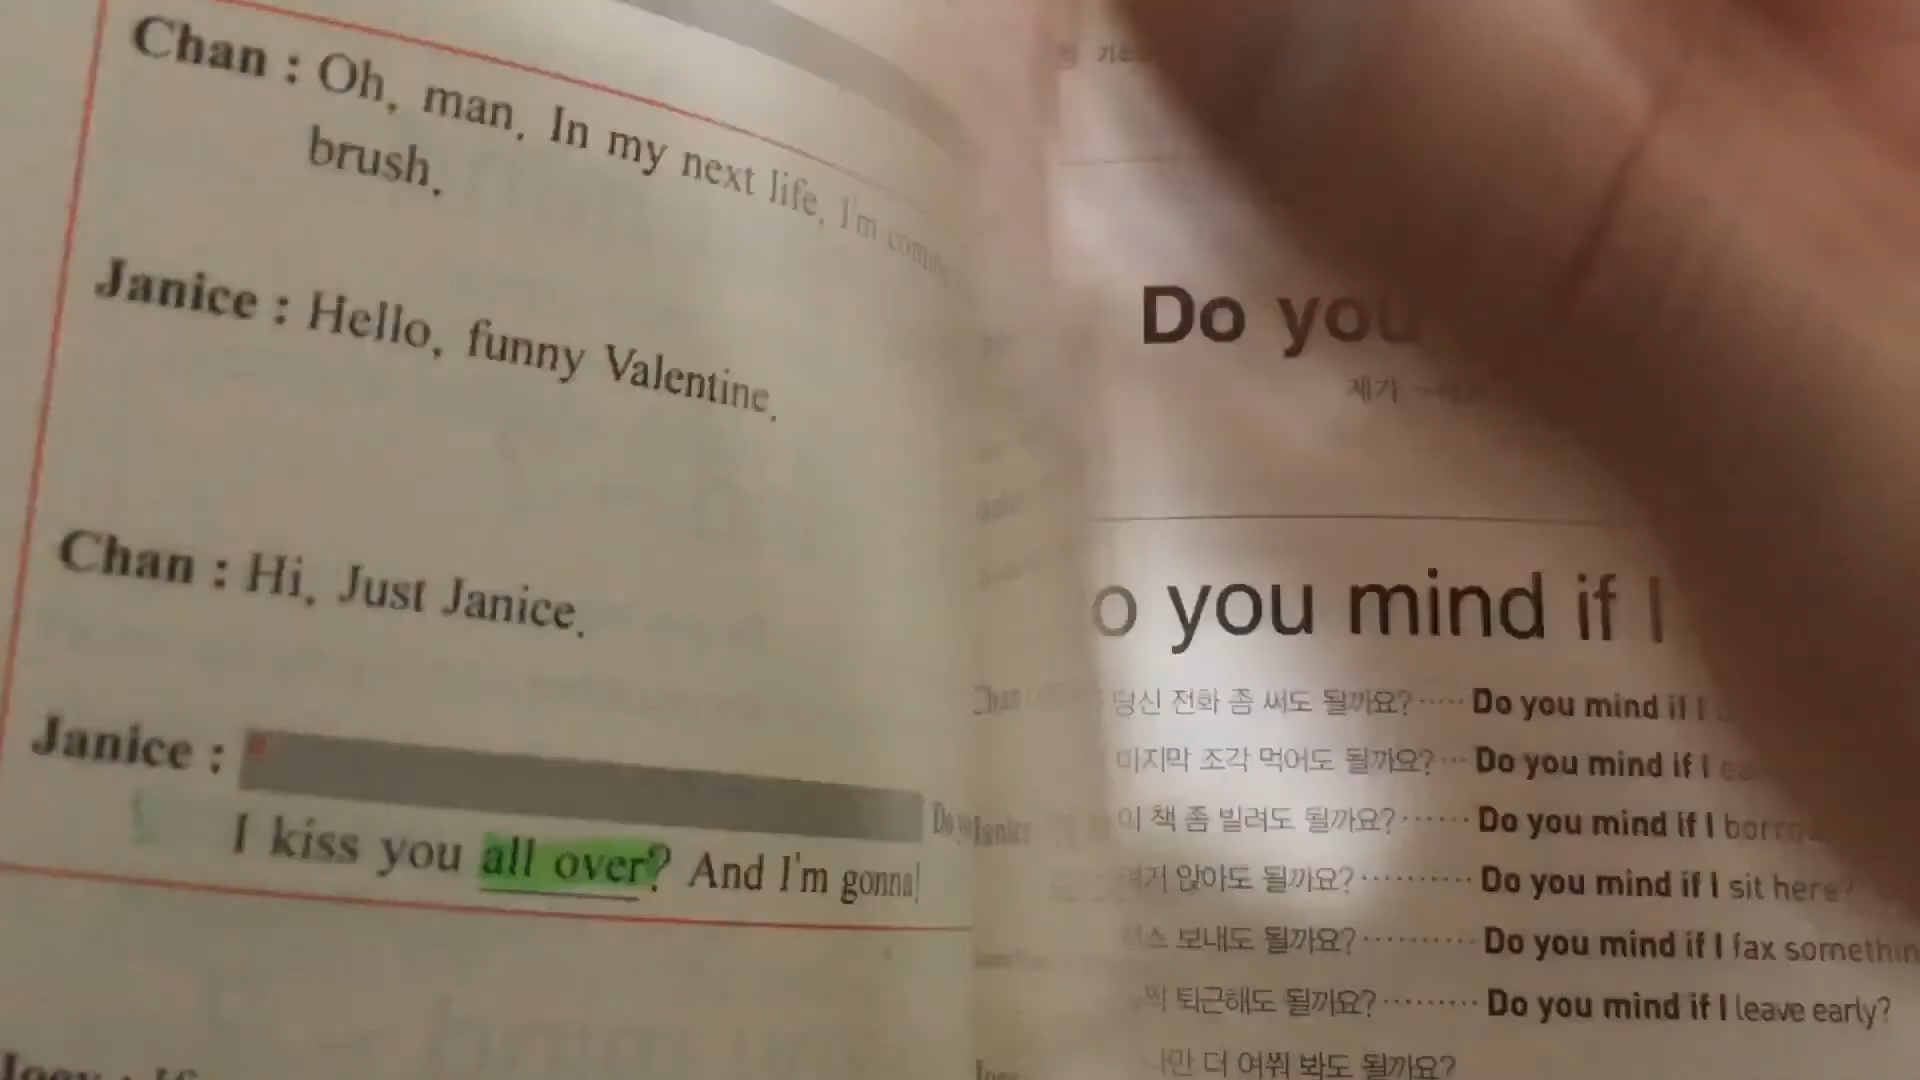 Chan : Oh, man. In my next life, I'm
brush.
Janice : Hello, funny Valentine.
Chan : Hi, Just Janice.
Janice :
I kiss you all over? And I'm gonna
Do you
제가
o you mind if I
당신 전화 좀 써도 될까요? ····· Do you mind if I
마지막 조각 먹어도 될까요? ··· Do you mind if I
이 책 좀 빌려도 될까요? ······· Do you mind if I
앉아도 될까요? ·········· Do you mind if I sit here?
보내도 될까요? ·········· Do you mind if I fax somethin
퇴근해도 될까요? ········· Do you mind if I leave early?
더 여쭤 봐도 될까요?